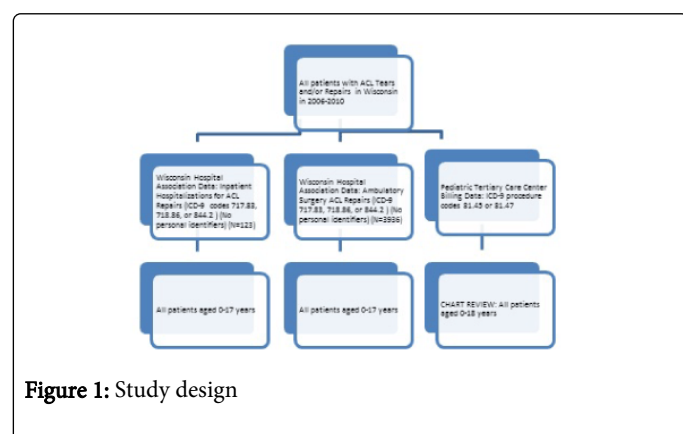 All patients with ACL Tears
and/or Repairs in Wisconsin
in 2006-2010
Wisconsin Hospital
Association Data: Inpatient
Hospitalizations for ACL
Repairs (ICD-9 codes 717.83,
718.86, or 844.2 ) (No
personal identifiers) (N=123)
Wisconsin Hospital
Association Data: Ambulatory
Surgery ACL Repairs (ICD-9
717.83, 718.86, or 844.2 ) (No
personal identifiers) (N=3936)
Pediatric Tertiary Care Center
Billing Data: ICD-9 procedure
codes 81.45 or 81.47
All patients aged 0-17 years
All patients aged 0-17 years
CHART REVIEW: All patients
aged 0-18 years
Figure 1: Study design